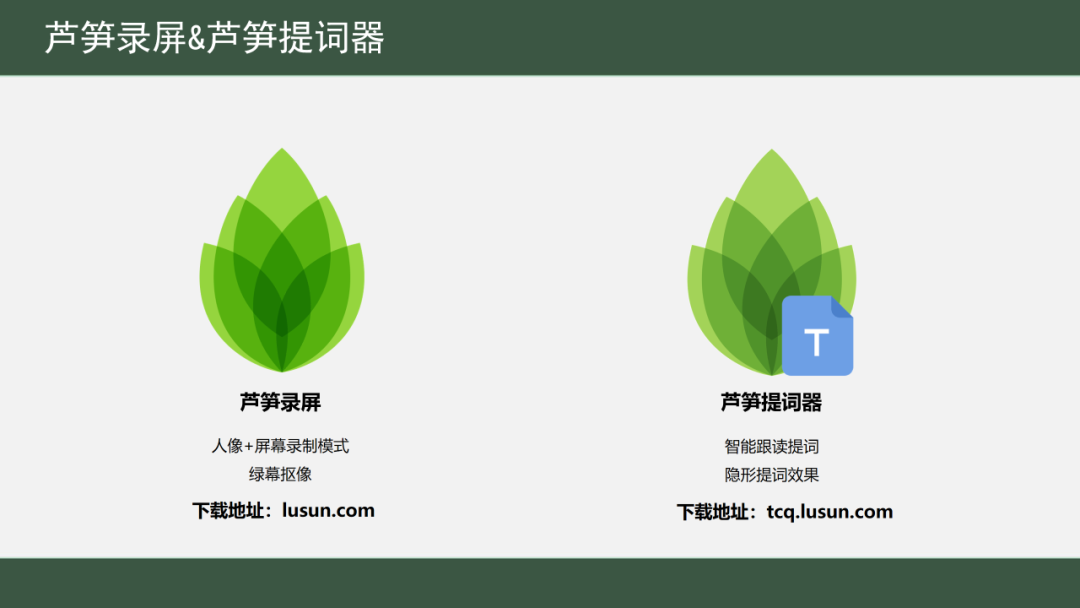 芦笋录屏&芦笋提词器
芦笋录屏
人像+屏幕录制模式
绿幕抠像
下载地址：lusun.com
T
芦笋提词器
智能跟读提词
隐形提词效果
下载地址：tcq.lusun.com